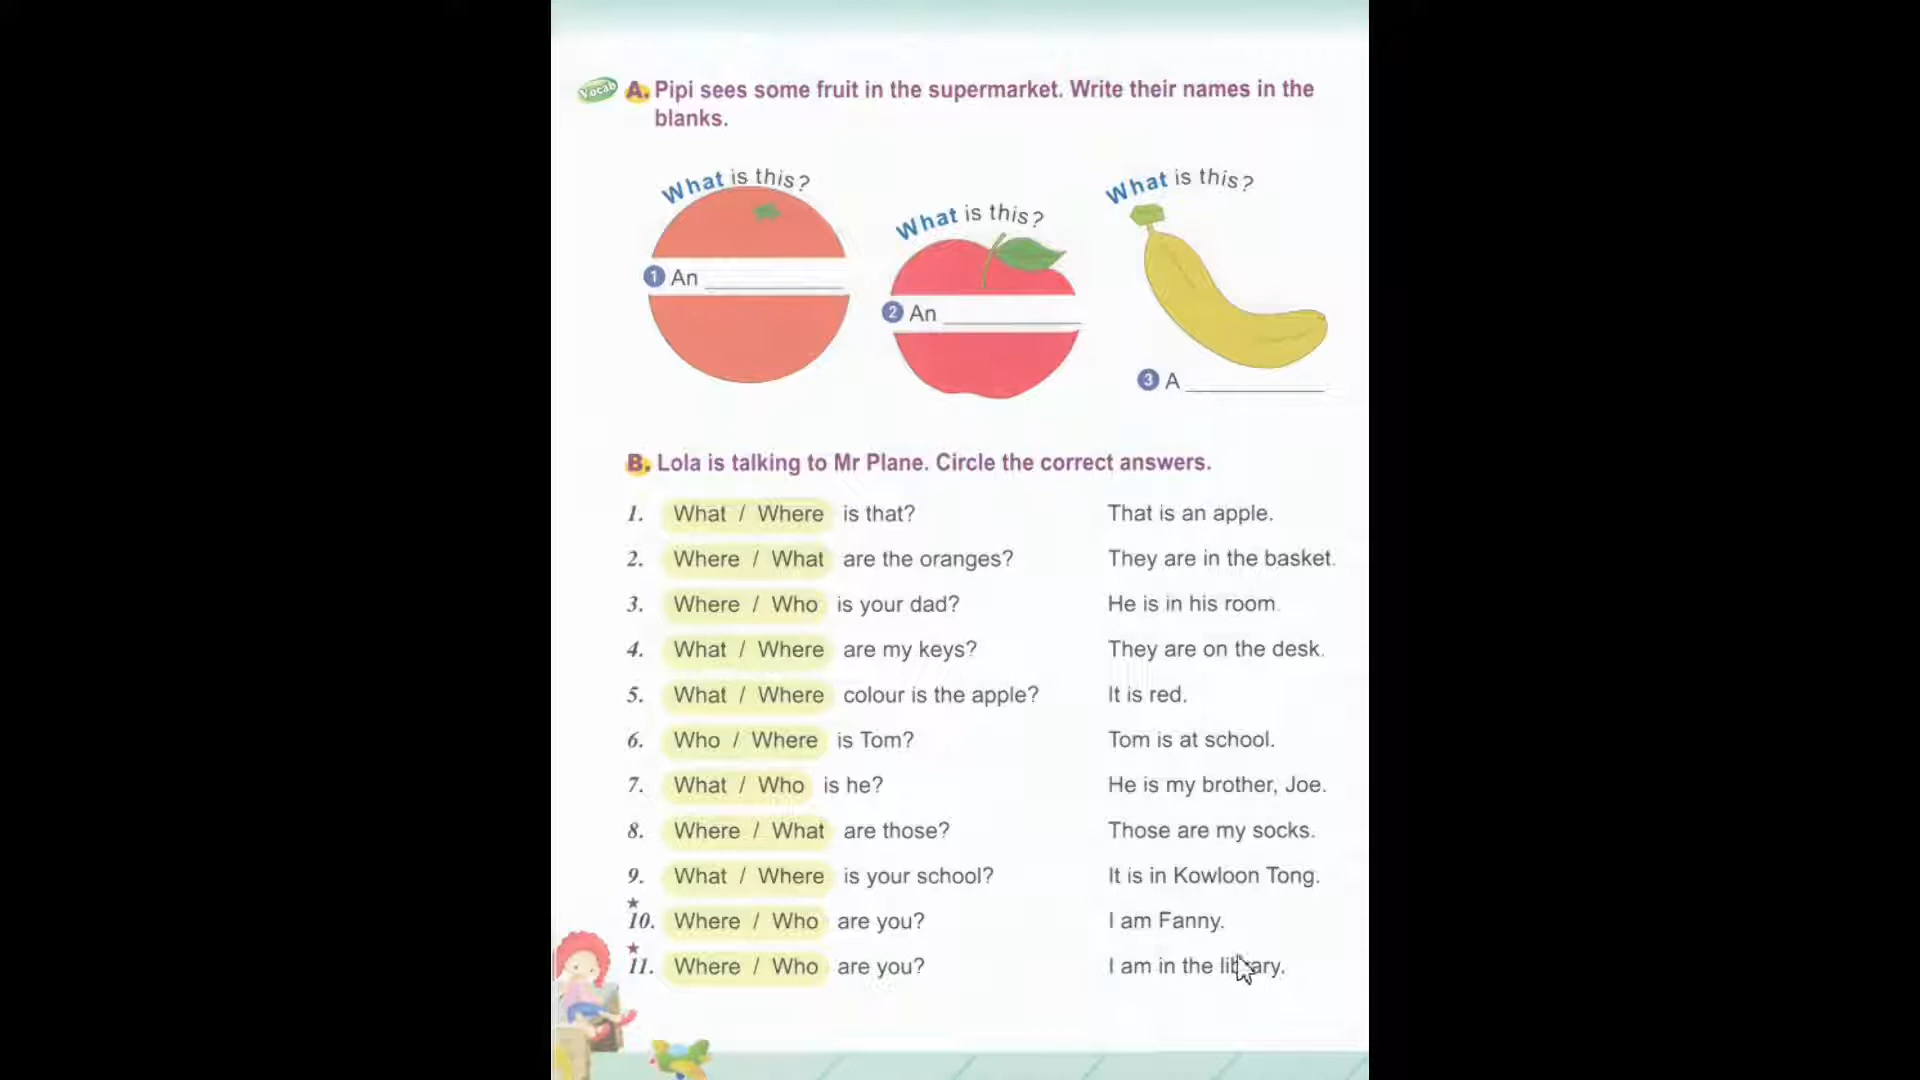 Vocab A. Pipi sees some fruit in the supermarket. Write their names in the
blanks.
What is this?
What is this?
What is this?
1 An ____________
2 An ____________
3 A ____________
B. Lola is talking to Mr Plane. Circle the correct answers.
1. What / Where is that? That is an apple.
2. Where / What are the oranges? They are in the basket.
3. Where / Who is your dad? He is in his room.
4. What / Where are my keys? They are on the desk.
5. What / Where colour is the apple? It is red.
6. Who / Where is Tom? Tom is at school.
7. What / Who is he? He is my brother, Joe.
8. Where / What are those? Those are my socks.
9. What / Where is your school? It is in Kowloon Tong.
10. Where / Who are you? I am Fanny.
11. Where / Who are you? I am in the library.